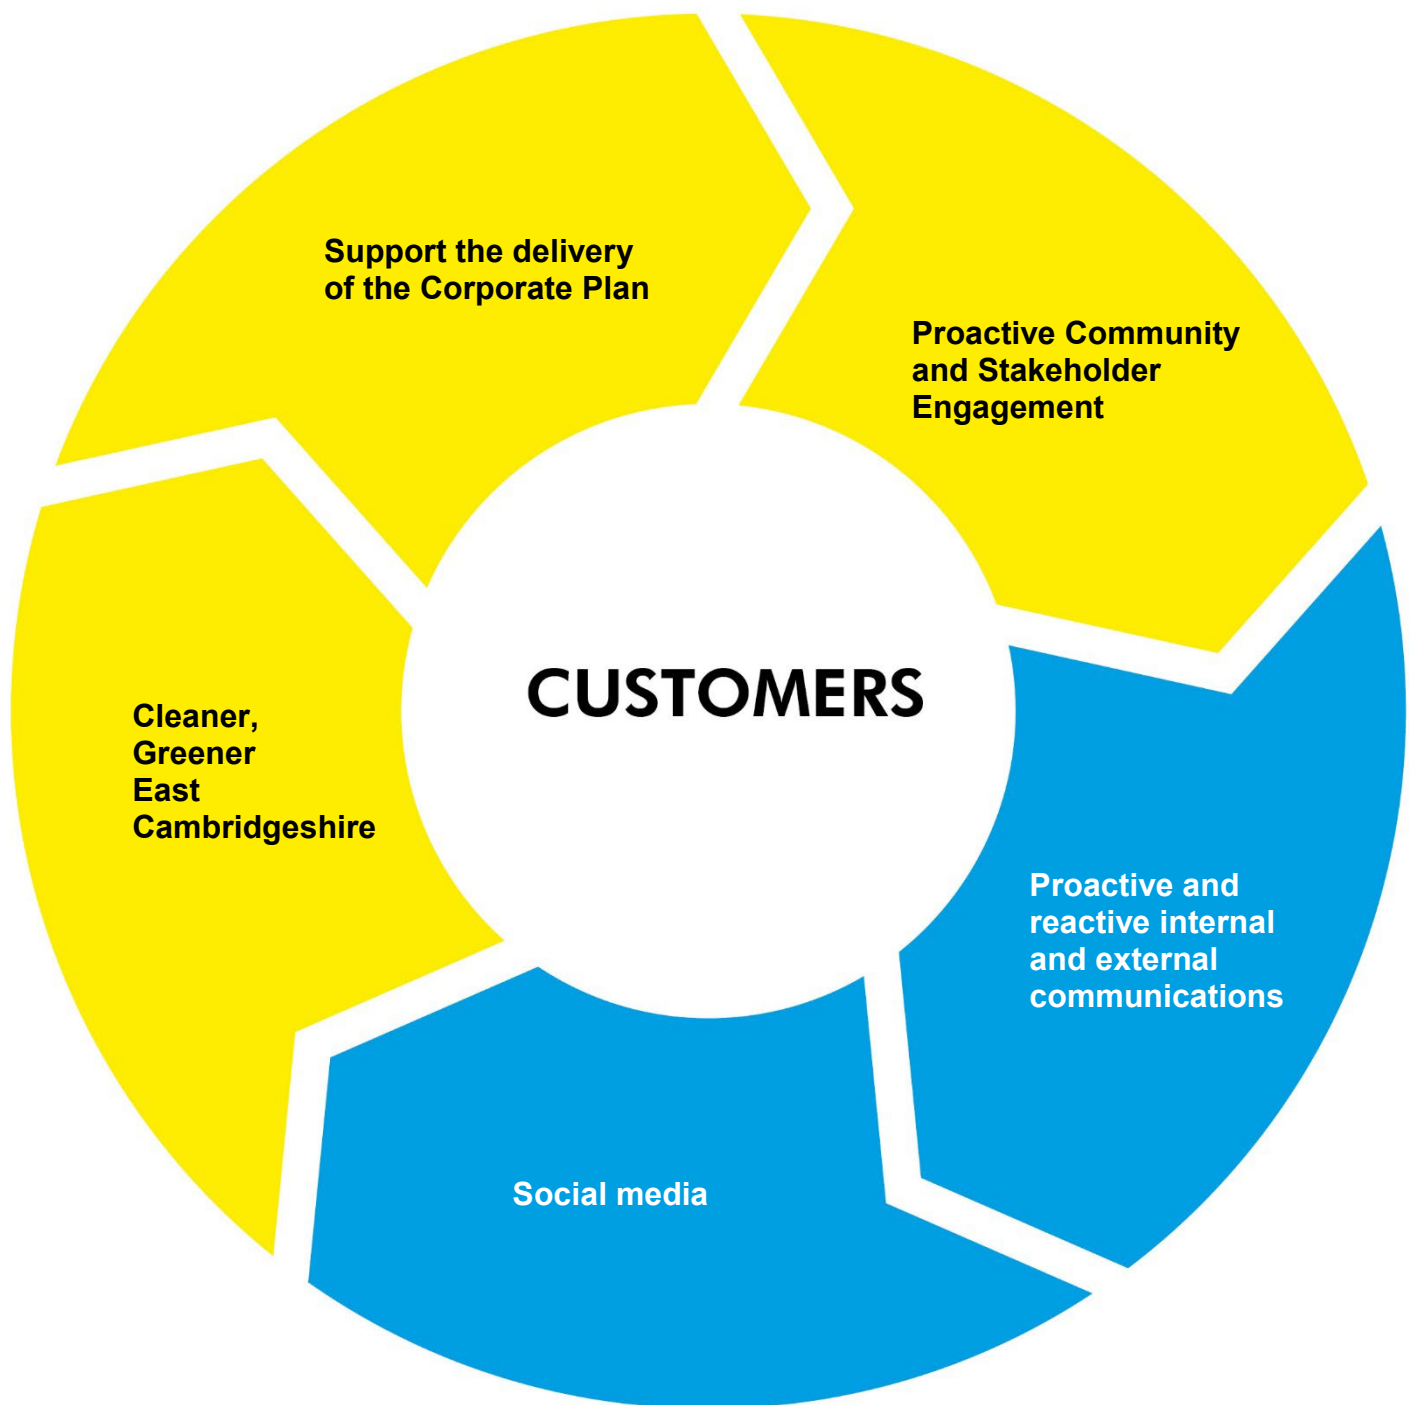 Support the delivery
of the Corporate Plan
Proactive Community
and Stakeholder
Engagement
CUSTOMERS
Cleaner,
Greener
East
Cambridgeshire
Proactive and
reactive internal
and external
communications
Social media